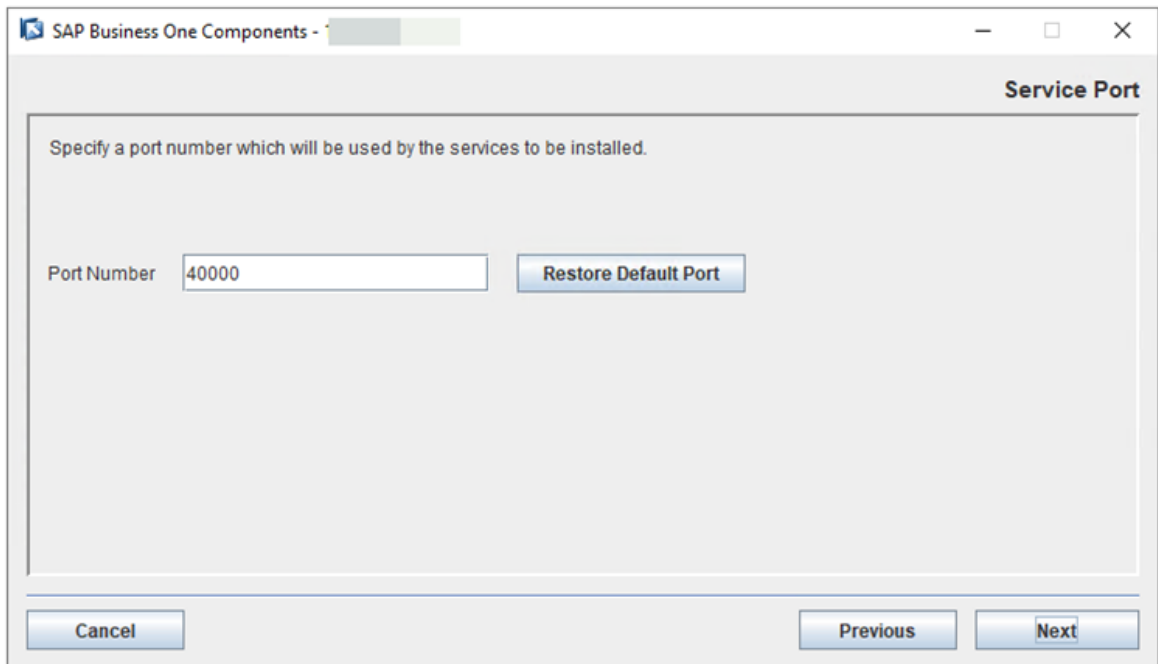 SAP Business One Components -
Service Port
Specify a port number which will be used by the services to be installed.
Port Number 40000 Restore Default Port
Cancel Previous Next